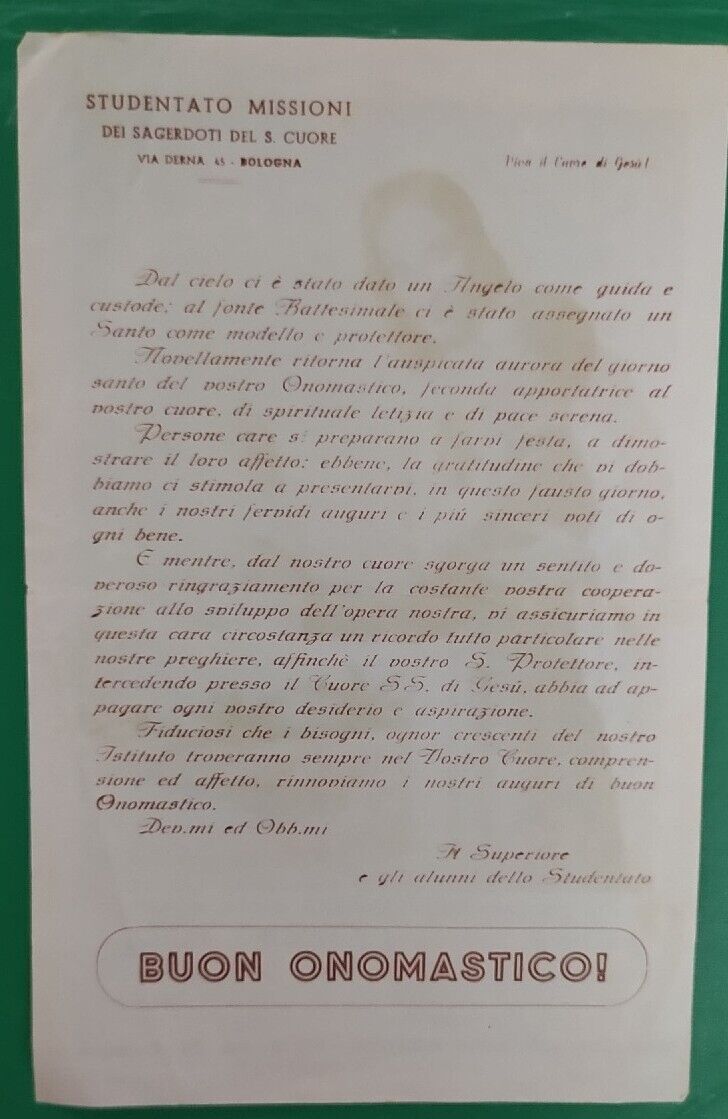 STUDENTATO MISSIONI
DEI SACERDOTI DEL S. CUORE
VIA DERNA 45 - BOLOGNA
Viva il Cuore di Gesù!
Dal cielo ci è stato dato un Angelo come guida e
custode; al fonte Battesimale ci è stato assegnato un
Santo come modello e protettore.
Novellamente ritorna l'auspicata aurora del giorno
santo del vostro Onomastico, feconda apportatrice al
vostro cuore, di spirituale letizia e di pace serena.
Persone care si preparano a farvi festa, a dimo-
strare il loro affetto; ebbene, la gratitudine che vi dob-
biamo ci stimola a presentarvi, in questo fausto giorno,
anche i nostri fervidi auguri e i più sinceri voti di o-
gni bene.
E mentre, dal nostro cuore sgorga un sentito e do-
veroso ringraziamento per la costante vostra coopera-
zione allo sviluppo dell'opera nostra, vi assicuriamo in
questa cara circostanza un ricordo tutto particolare nelle
nostre preghiere, affinchè il vostro S. Protettore, in-
tercedendo presso il Cuore SS. di Gesù, abbia ad ap-
pagare ogni vostro desiderio e aspirazione.
Fiduciosi che i bisogni, ognor crescenti del nostro
Istituto troveranno sempre nel Vostro Cuore, compren-
sione ed affetto, rinnoviamo i nostri auguri di buon
Onomastico.
Dev.mi ed Obb.mi
Il Superiore
e gli alunni dello Studentato
BUON ONOMASTICO!